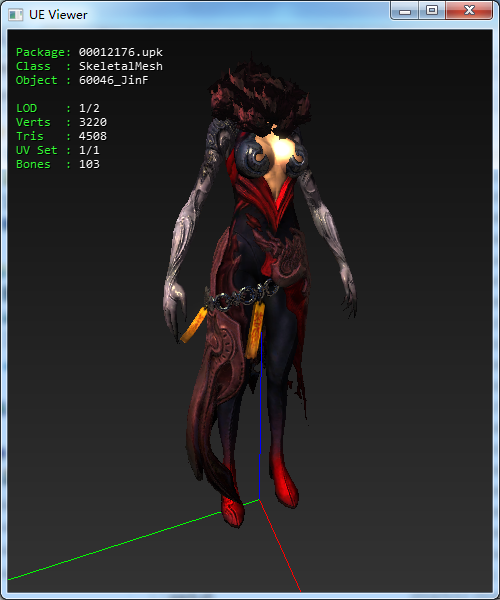 UE Viewer
Package: 00012176.upk
Class : SkeletalMesh
Object : 60046_JinF
LOD : 1/2
Verts : 3220
Tris : 4508
UV Set : 1/1
Bones : 103